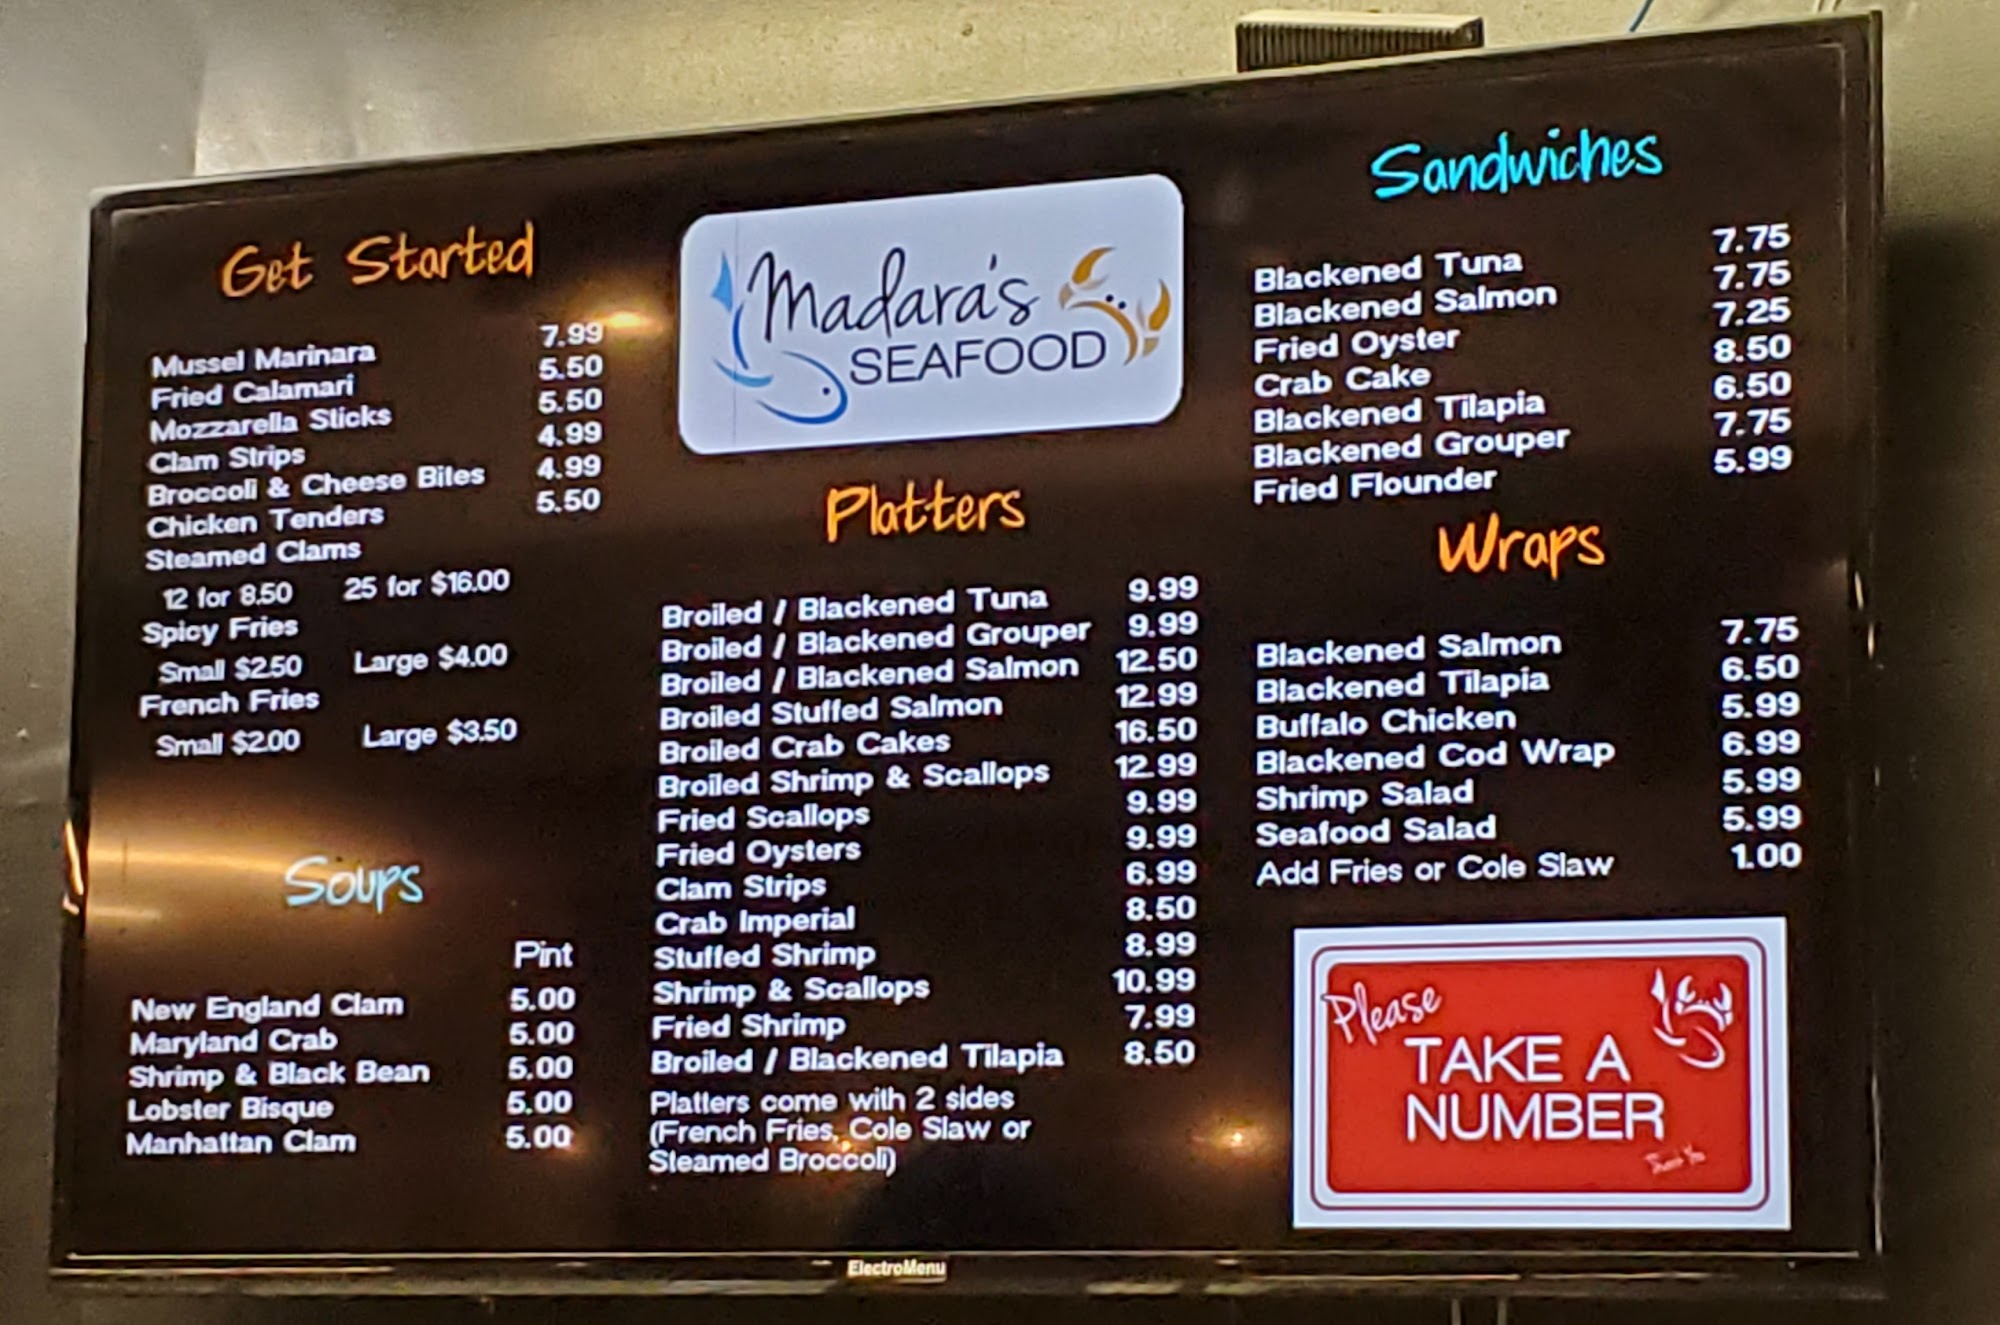 Get Started
Mussel Marinara 7.99
Fried Calamari 5.50
Mozzarella Sticks 5.50
Clam Strips 4.99
Broccoli & Cheese Bites 4.99
Chicken Tenders 5.50
Steamed Clams
12 for 8.50 25 for $16.00
Spicy Fries
Small $2.50 Large $4.00
French Fries
Small $2.00 Large $3.50
Soups
Pint
New England Clam 5.00
Maryland Crab 5.00
Shrimp & Black Bean 5.00
Lobster Bisque 5.00
Manhattan Clam 5.00
Madara's
SEAFOOD
Platters
Broiled / Blackened Tuna 9.99
Broiled / Blackened Grouper 9.99
Broiled / Blackened Salmon 12.50
Broiled Stuffed Salmon 12.99
Broiled Crab Cakes 16.50
Broiled Shrimp & Scallops 12.99
Fried Scallops 9.99
Fried Oysters 9.99
Clam Strips 6.99
Crab Imperial 8.50
Stuffed Shrimp 8.99
Shrimp & Scallops 10.99
Fried Shrimp 7.99
Broiled / Blackened Tilapia 8.50
Platters come with 2 sides
(French Fries, Cole Slaw or
Steamed Broccoli)
Sandwiches
Blackened Tuna 7.75
Blackened Salmon 7.75
Fried Oyster 7.25
Crab Cake 8.50
Blackened Tilapia 6.50
Blackened Grouper 7.75
Fried Flounder 5.99
Wraps
Blackened Salmon 7.75
Blackened Tilapia 6.50
Buffalo Chicken 5.99
Blackened Cod Wrap 6.99
Shrimp Salad 5.99
Seafood Salad 5.99
Add Fries or Cole Slaw 1.00
Please
TAKE A
NUMBER
Thank You
ElectroMenu